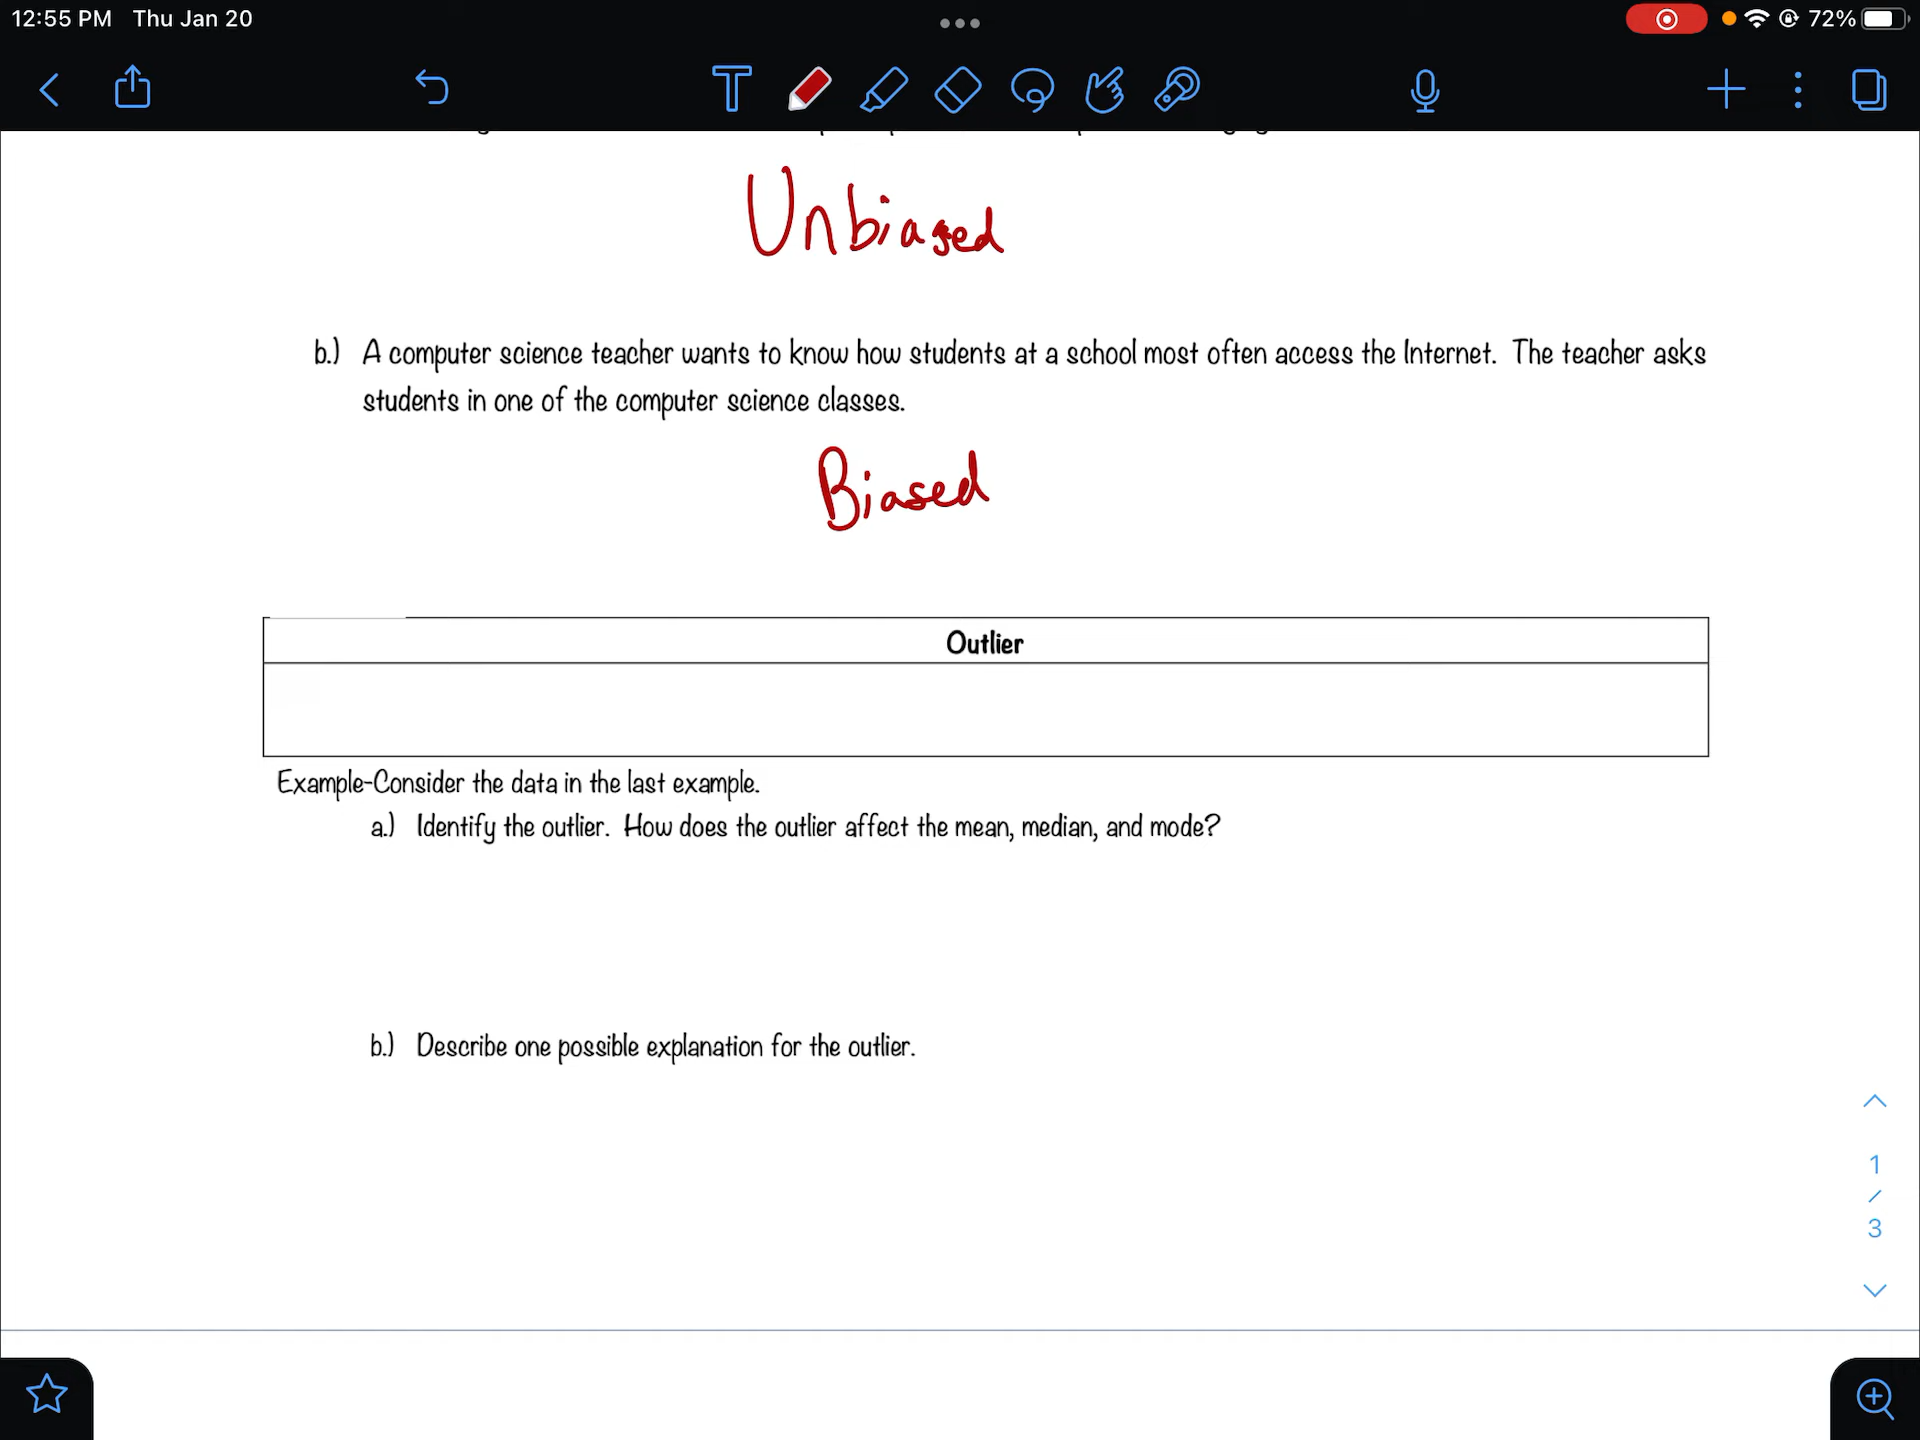 12:55 PM Thu Jan 20
72%
Unbiased
b.) A computer science teacher wants to know how students at a school most often access the Internet. The teacher asks
students in one of the computer science classes.
Biased
Outlier
Example-Consider the data in the last example.
a.) Identify the outlier. How does the outlier affect the mean, median, and mode?
b.) Describe one possible explanation for the outlier.
1
/
3